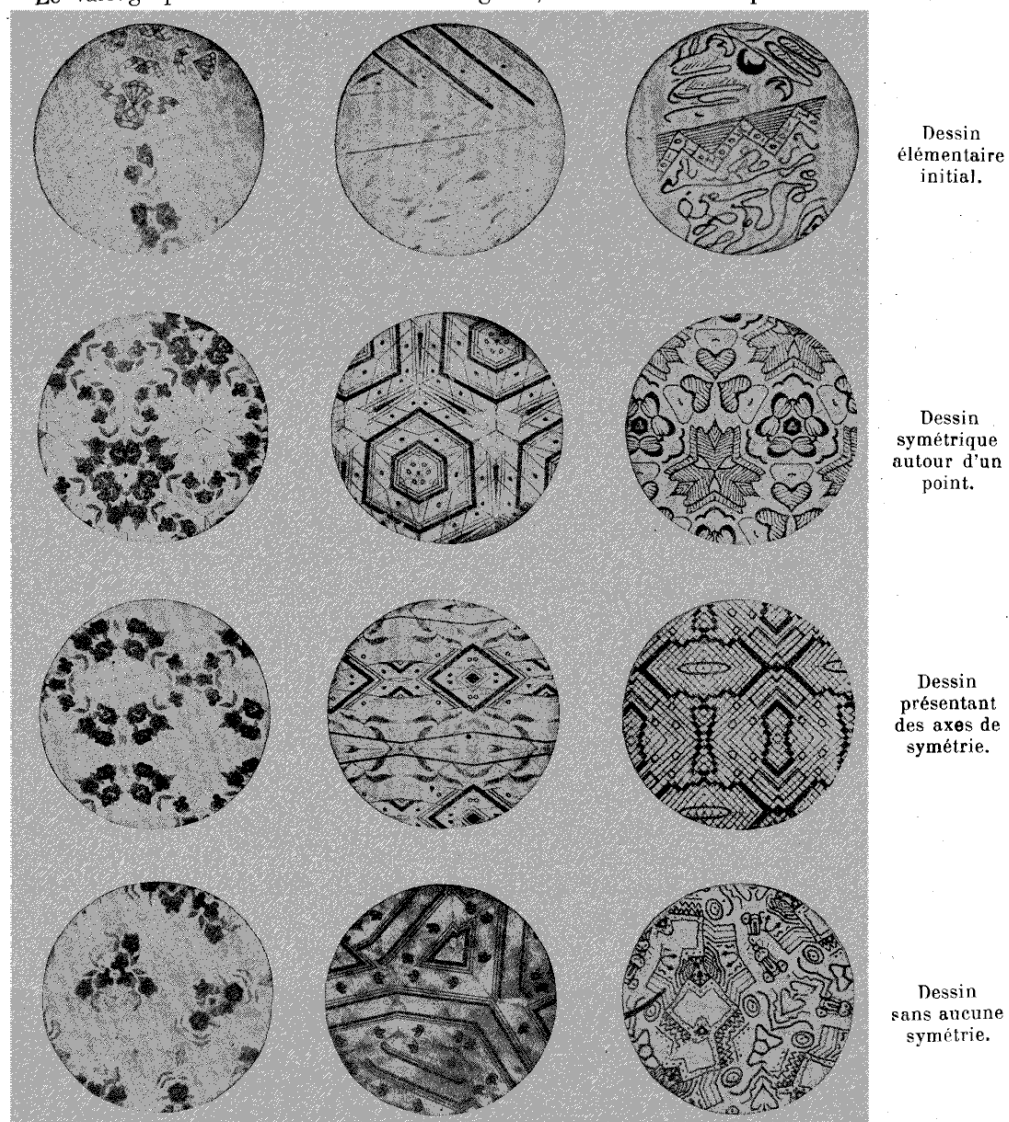 Dessin
élémentaire
initial.
Dessin
symétrique
autour d'un
point.
Dessin
présentant
des axes de
symétrie.
Dessin
sans aucune
symétrie.